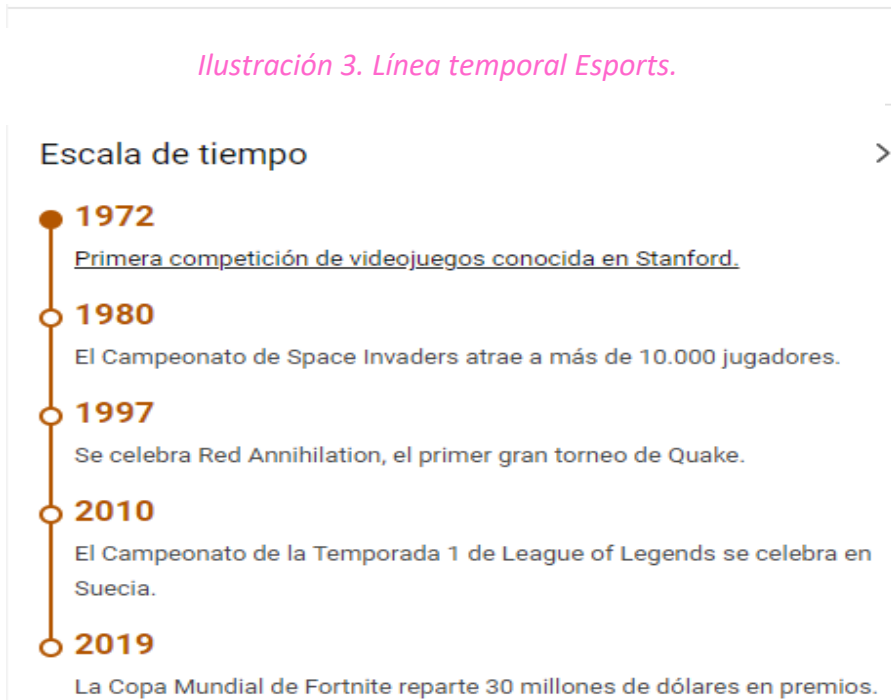 Ilustración 3. Línea temporal Esports.
Escala de tiempo
1972
Primera competición de videojuegos conocida en Stanford.
1980
El Campeonato de Space Invaders atrae a más de 10.000 jugadores.
1997
Se celebra Red Annihilation, el primer gran torneo de Quake.
2010
El Campeonato de la Temporada 1 de League of Legends se celebra en
Suecia.
2019
La Copa Mundial de Fortnite reparte 30 millones de dólares en premios.